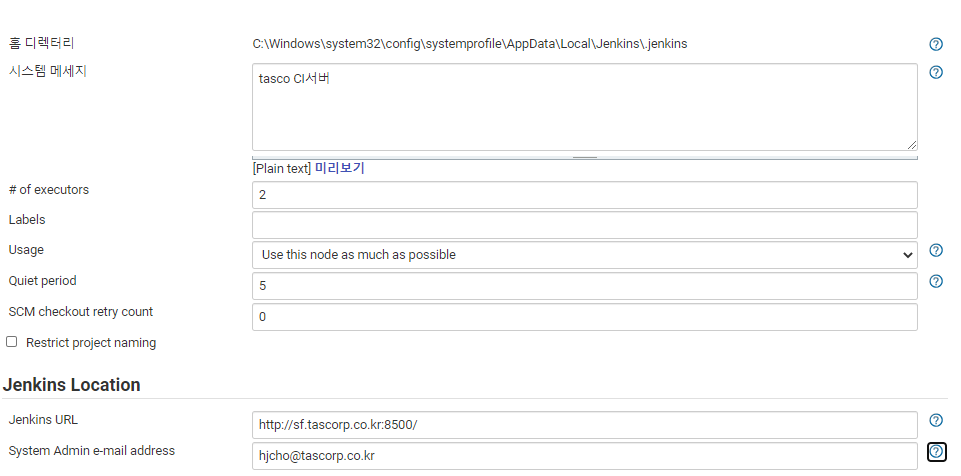 홈 디렉터리 C:\Windows\system32\config\systemprofile\AppData\Local\Jenkins\.jenkins
시스템 메세지 tasco CI서버
[Plain text] 미리보기
# of executors 2
Labels
Usage Use this node as much as possible
Quiet period 5
SCM checkout retry count 0
Restrict project naming
Jenkins Location
Jenkins URL http://sf.tascorp.co.kr:8500/
System Admin e-mail address hjcho@tascorp.co.kr